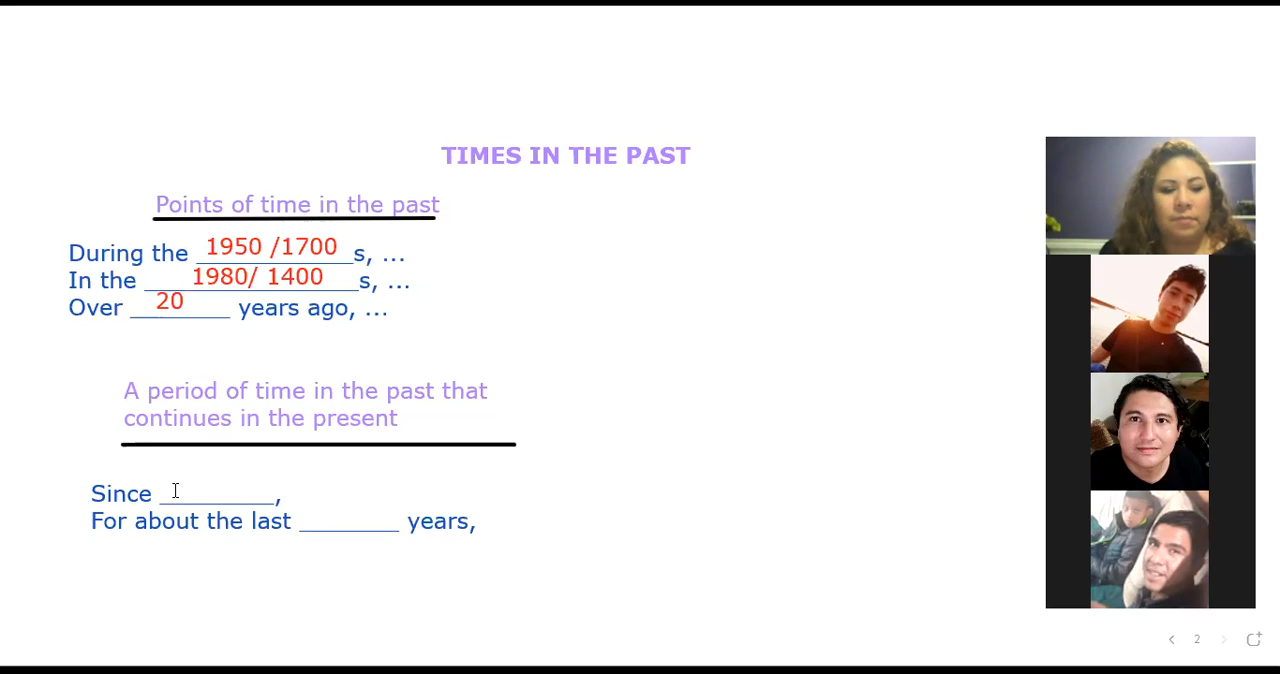 TIMES IN THE PAST
Points of time in the past
During the 1950 /1700 s, ...
In the 1980/ 1400 s, ...
Over 20 years ago, ...
A period of time in the past that
continues in the present
Since _________,
For about the last ________ years,
2